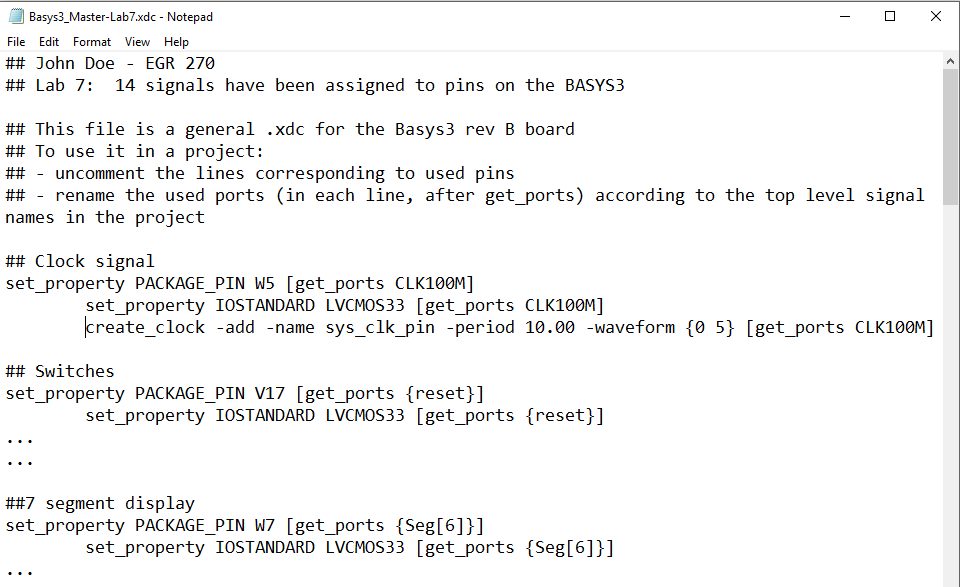 Basys3_Master-Lab7.xdc - Notepad
File Edit Format View Help
## John Doe - EGR 270
## Lab 7:  14 signals have been assigned to pins on the BASYS3

## This file is a general .xdc for the Basys3 rev B board
## To use it in a project:
## - uncomment the lines corresponding to used pins
## - rename the used ports (in each line, after get_ports) according to the top level signal
names in the project

## Clock signal
set_property PACKAGE_PIN W5 [get_ports CLK100M]
        set_property IOSTANDARD LVCMOS33 [get_ports CLK100M]
        create_clock -add -name sys_clk_pin -period 10.00 -waveform {0 5} [get_ports CLK100M]

## Switches
set_property PACKAGE_PIN V17 [get_ports {reset}]
        set_property IOSTANDARD LVCMOS33 [get_ports {reset}]
...
...

##7 segment display
set_property PACKAGE_PIN W7 [get_ports {Seg[6]}]
        set_property IOSTANDARD LVCMOS33 [get_ports {Seg[6]}]
...